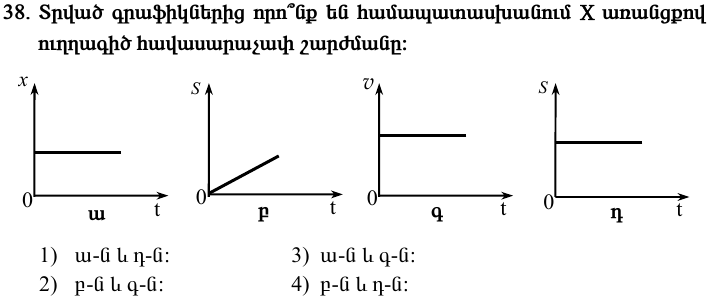 38. Տրված գրաֆիկներից որո՞նք են համապատասխանում X առանցքով
ուղղագիծ հավասարաչափ շարժմանը:
x
S
v
S
0
t
0
t
0
t
0
t
ա
բ
գ
դ
1) ա-ն և դ-ն:
3) ա-ն և գ-ն:
2) բ-ն և գ-ն:
4) բ-ն և դ-ն: